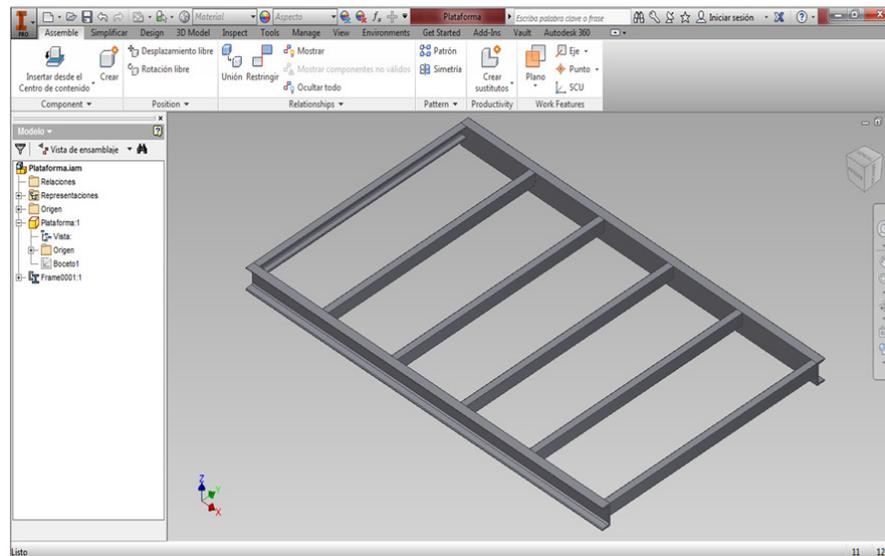 PRO
Material
Aspecto
Plataforma
Escriba palabra clave o frase
Iniciar sesión
Assemble Simplificar Design 3D Model Inspect Tools Manage View Environments Get Started Add-Ins Vault Autodesk 360
Insertar desde el
Centro de contenido
Crear
Desplazamiento libre
Rotación libre
Unión Restringir
Mostrar
Mostrar componentes no válidos
Ocultar todo
Patrón
Simetría
Crear
sustitutos
Plano
Eje
Punto
SCU
Component Position Relationships Pattern Productivity Work Features
Modelo
Vista de ensamblaje
Plataforma.iam
Relaciones
Representaciones
Origen
Plataforma:1
Vista:
Origen
Boceto1
Frame0001:1
Z
Y
X
Listo
11 12